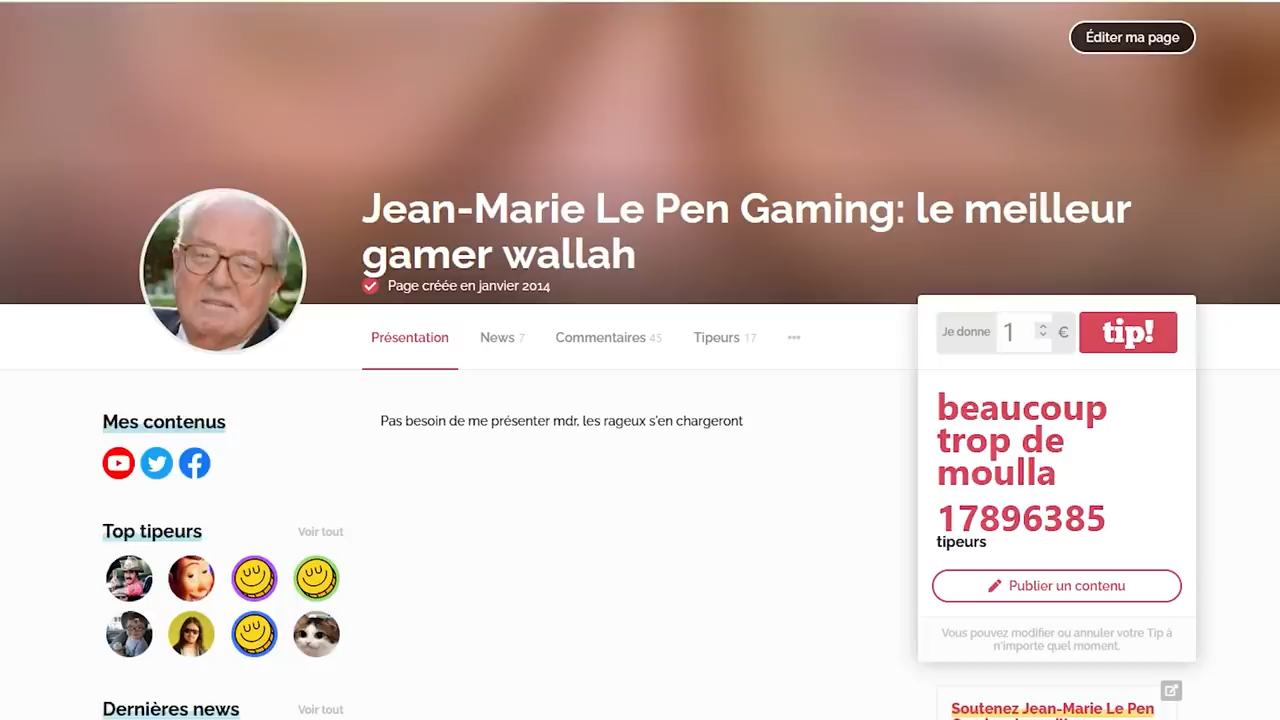 Éditer ma page
Jean-Marie Le Pen Gaming: le meilleur
gamer wallah
Page créée en janvier 2014
Présentation
News 7
Commentaires 45
Tipeurs 17
Je donne 1 €
tip!
Mes contenus
Pas besoin de me présenter mdr, les rageux s'en chargeront
beaucoup
trop de
moulla
17896385
tipeurs
Top tipeurs
Voir tout
Publier un contenu
Vous pouvez modifier ou annuler votre Tip à
n'importe quel moment.
Dernières news
Voir tout
Soutenez Jean-Marie Le Pen